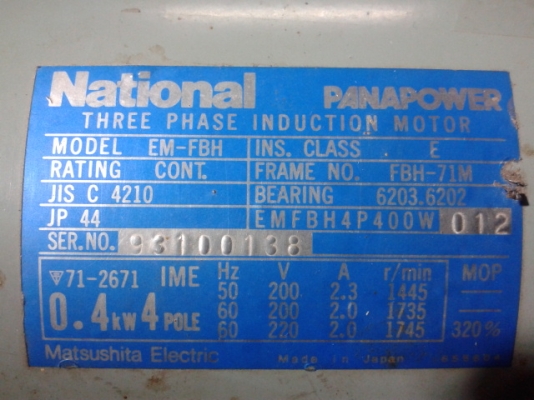 National PANAPOWER
THREE PHASE INDUCTION MOTOR
MODEL EM-FBH INS. CLASS E
RATING CONT. FRAME NO. FBH-71M
JIS C 4210 BEARING 6203.6202
JP 44 EMFBH4P400W 012
SER.NO. 93100138
▽71-2671 IME Hz V A r/min MOP
50 200 2.3 1445 —
0.4kW 4 POLE 60 200 2.0 1735 —
60 220 2.0 1745 320%
Matsushita Electric Made in Japan